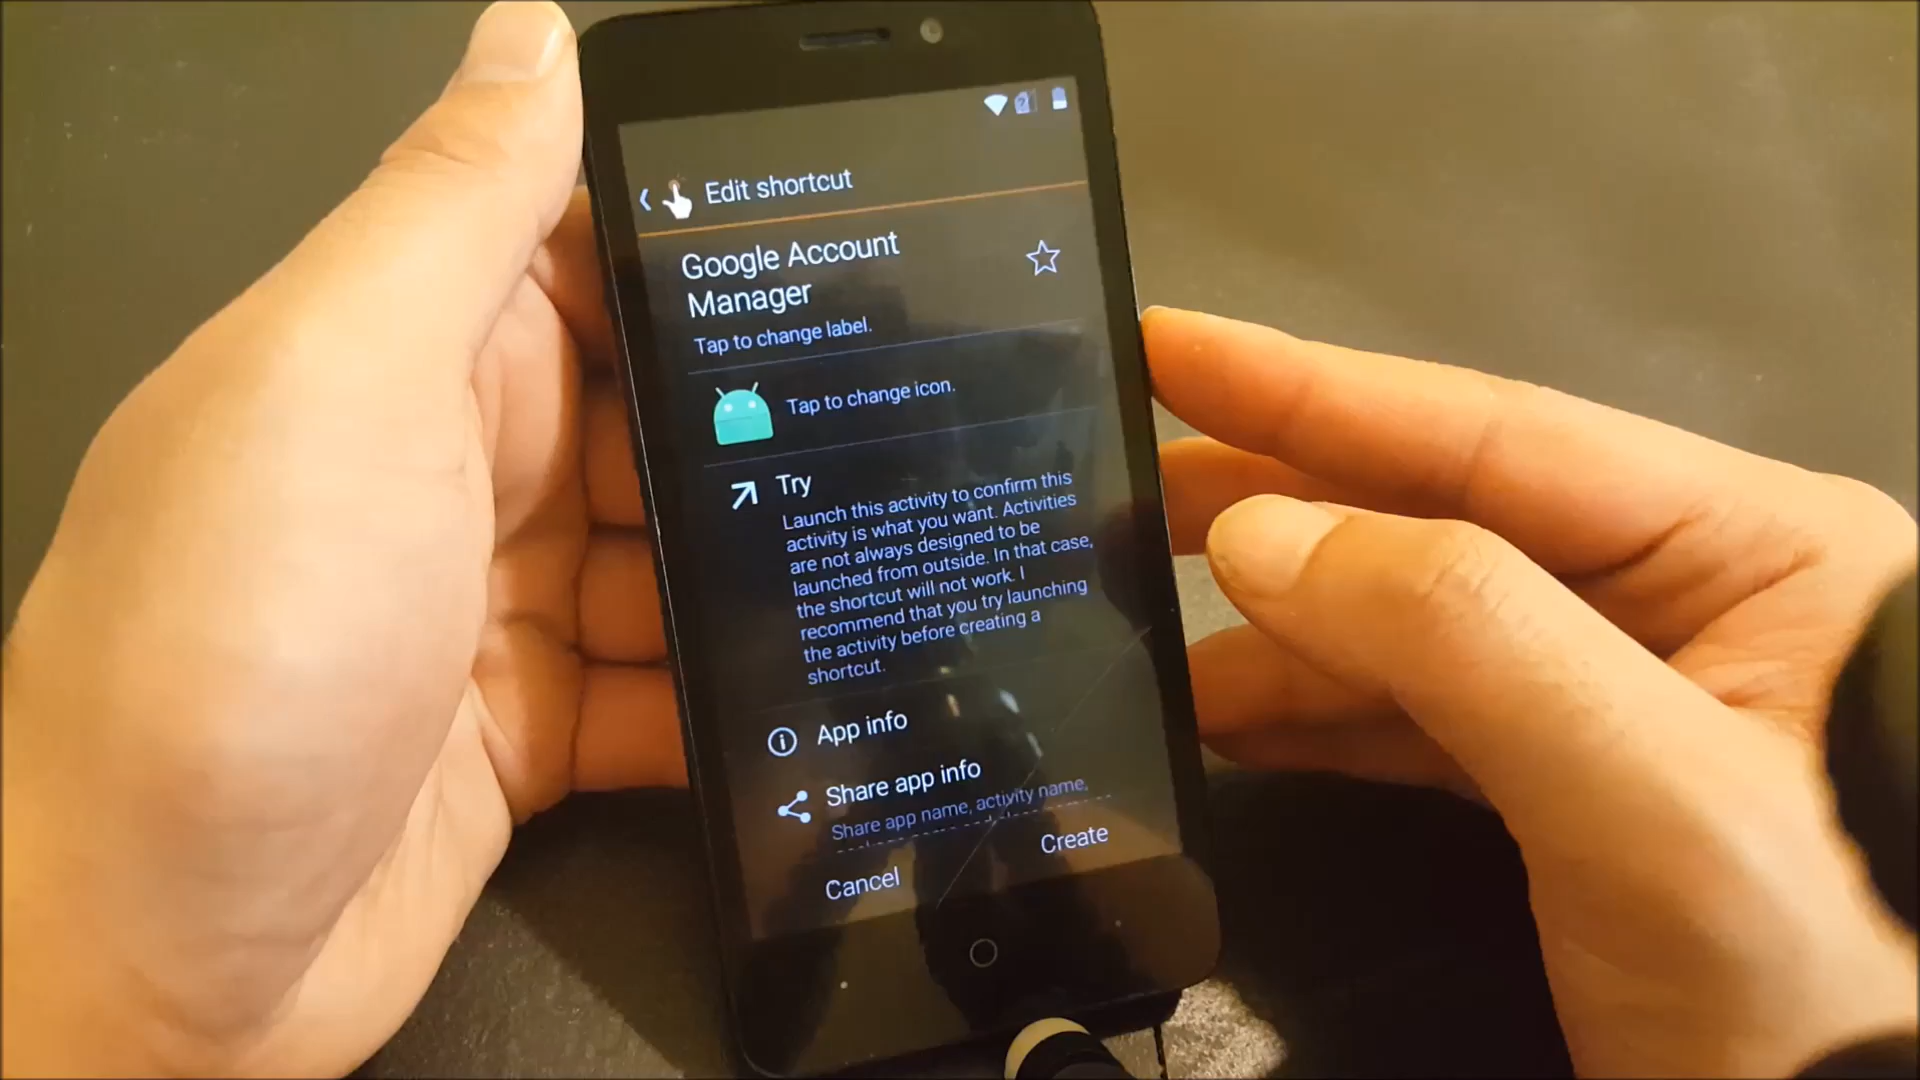 Edit shortcut
Google Account
Manager
Tap to change label.
Tap to change icon.
Try
Launch this activity to confirm this
activity is what you want. Activities
are not always designed to be
launched from outside. In that case,
the shortcut will not work. I
recommend that you try launching
the activity before creating a
shortcut.
App info
Share app info
Share app name, activity name,
Cancel
Create